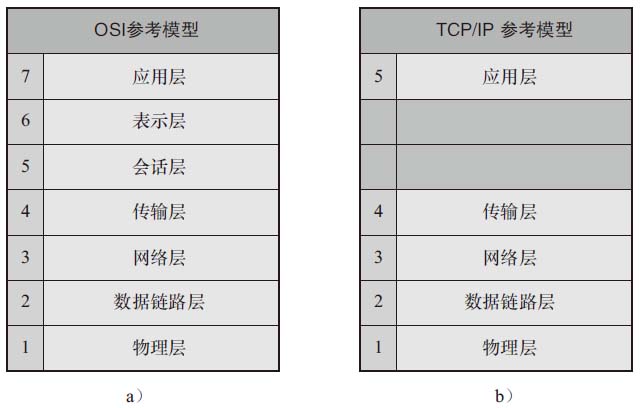 OSI参考模型
7 应用层
6 表示层
5 会话层
4 传输层
3 网络层
2 数据链路层
1 物理层
a）
TCP/IP 参考模型
5 应用层
4 传输层
3 网络层
2 数据链路层
1 物理层
b）